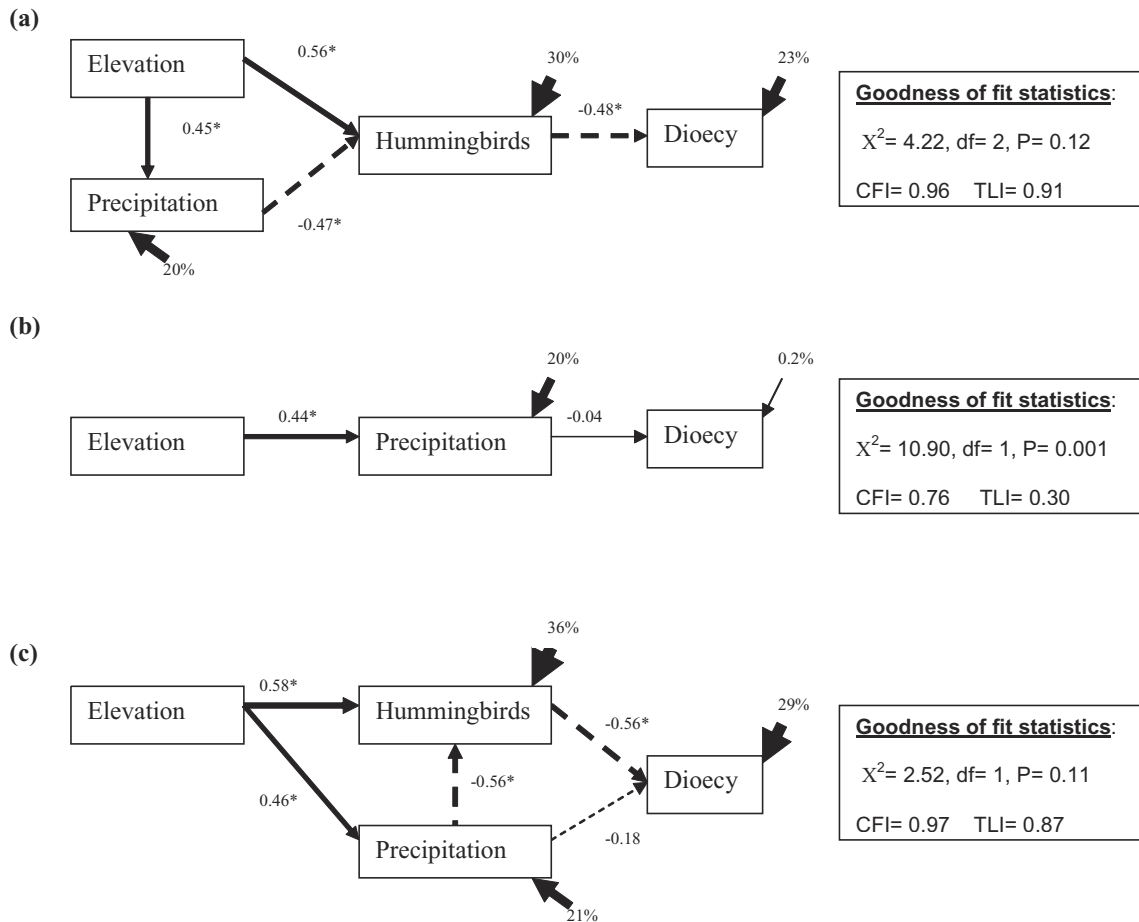 (a)
Elevation
0.56*
30%
23%
0.45*
-0.48*
Hummingbirds
Dioecy
Precipitation
-0.47*
20%
Goodness of fit statistics:
X²= 4.22, df= 2, P= 0.12
CFI= 0.96 TLI= 0.91
(b)
20%
0.2%
Elevation
0.44*
Precipitation
-0.04
Dioecy
Goodness of fit statistics:
X²= 10.90, df= 1, P= 0.001
CFI= 0.76 TLI= 0.30
(c)
36%
Elevation
0.58*
Hummingbirds
-0.56*
29%
Dioecy
0.46*
-0.56*
-0.18
Precipitation
21%
Goodness of fit statistics:
X²= 2.52, df= 1, P= 0.11
CFI= 0.97 TLI= 0.87